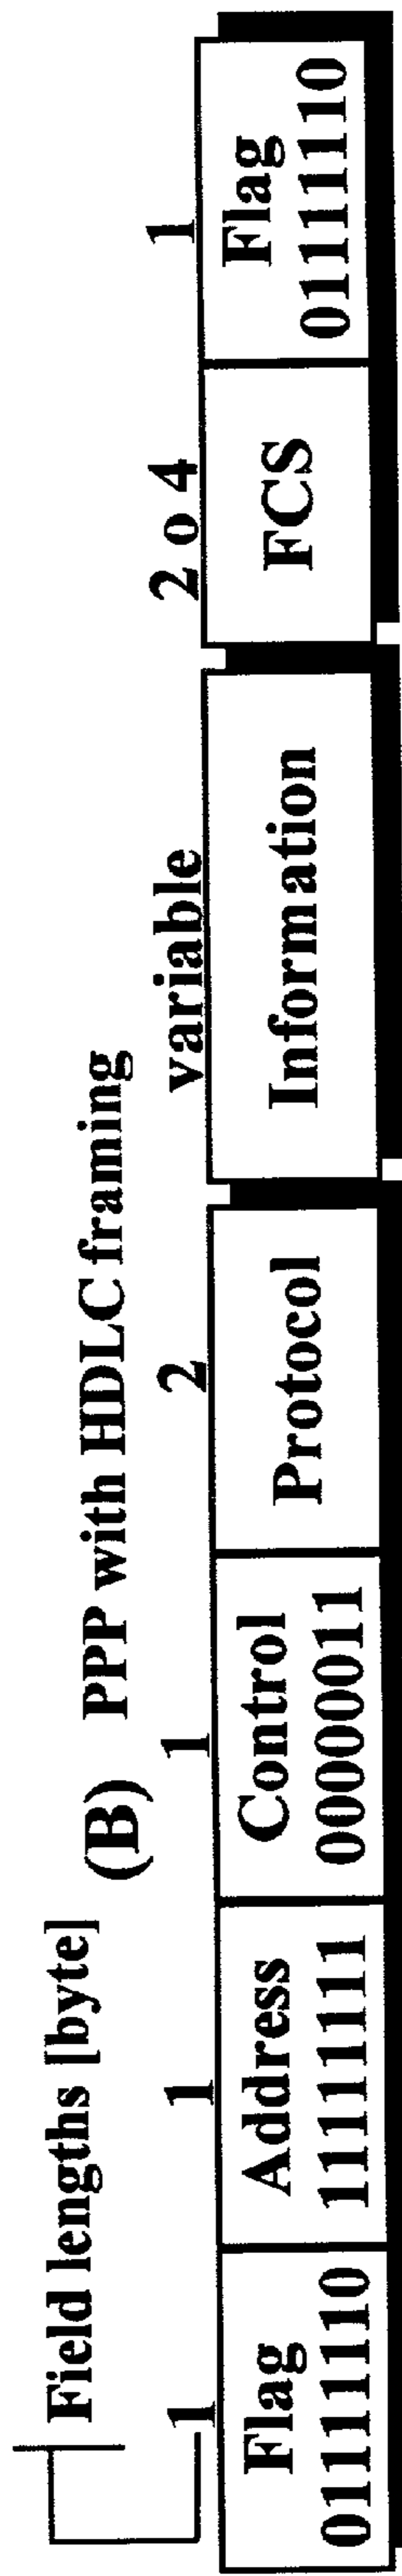 Field lengths [byte]
(B) PPP with HDLC framing
1 1 1 2 variable 2 o 4 1
Flag Address Control Protocol Information FCS Flag
01111110 11111111 00000011 01111110